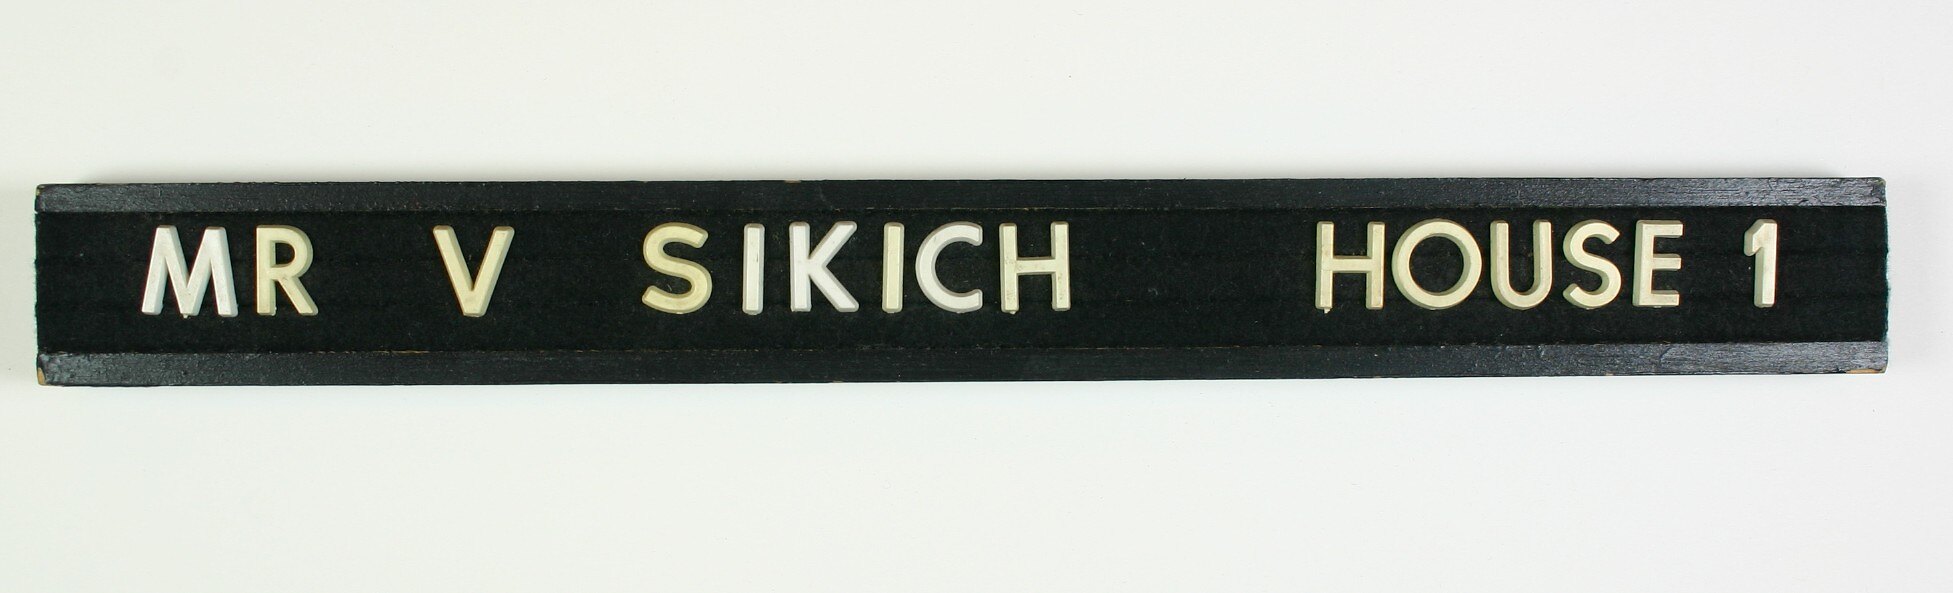 MR V SIKICH HOUSE 1